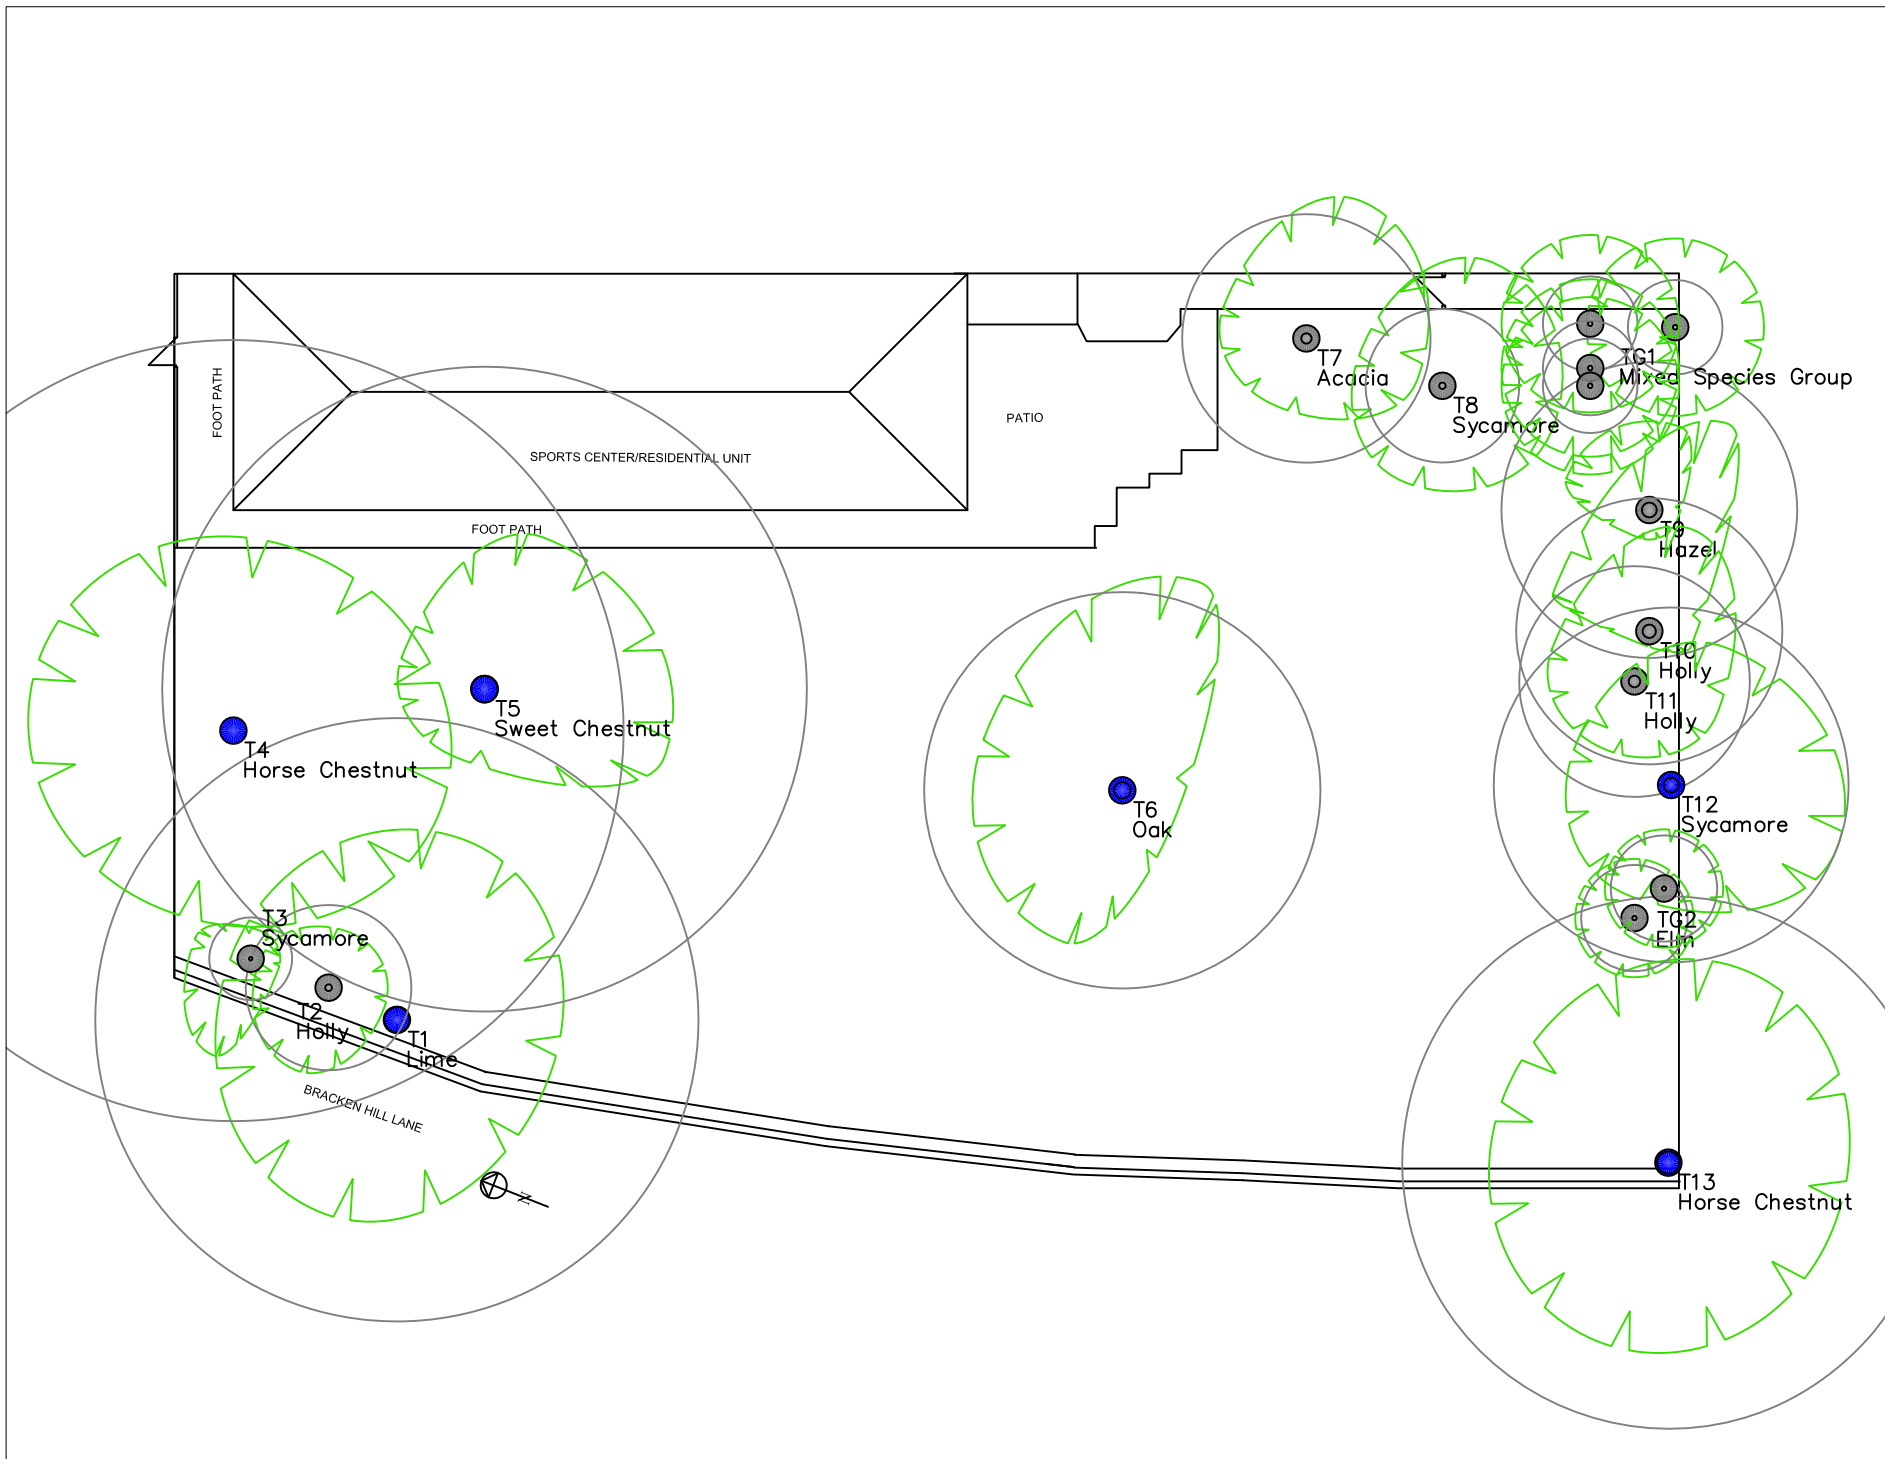 FOOT PATH
SPORTS CENTER/RESIDENTIAL UNIT
FOOT PATH
PATIO
T7
Acacia
T8
Sycamore
TG1
Mixed Species Group
T9
Hazel
T10
Holly
T11
Holly
T12
Sycamore
TG2
Elm
T13
Horse Chestnut
T6
Oak
T5
Sweet Chestnut
T4
Horse Chestnut
T3
Sycamore
T2
Holly
T1
Lime
BRACKEN HILL LANE
N